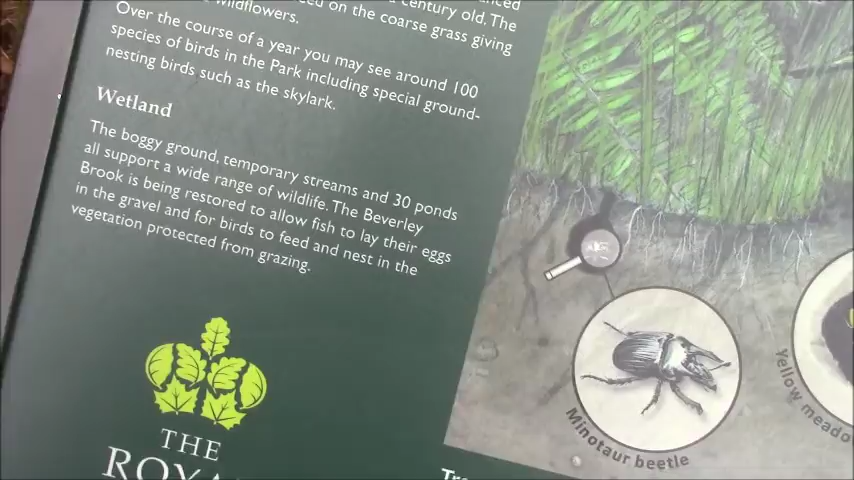 century old. The
wildflowers. on the coarse grass giving
Over the course of a year you may see around 100
species of birds in the Park including special ground-
nesting birds such as the skylark.
Wetland
The boggy ground, temporary streams and 30 ponds
all support a wide range of wildlife. The Beverley
Brook is being restored to allow fish to lay their eggs
in the gravel and for birds to feed and nest in the
vegetation protected from grazing.
THE
ROYA
Minotaur beetle
Yellow meado